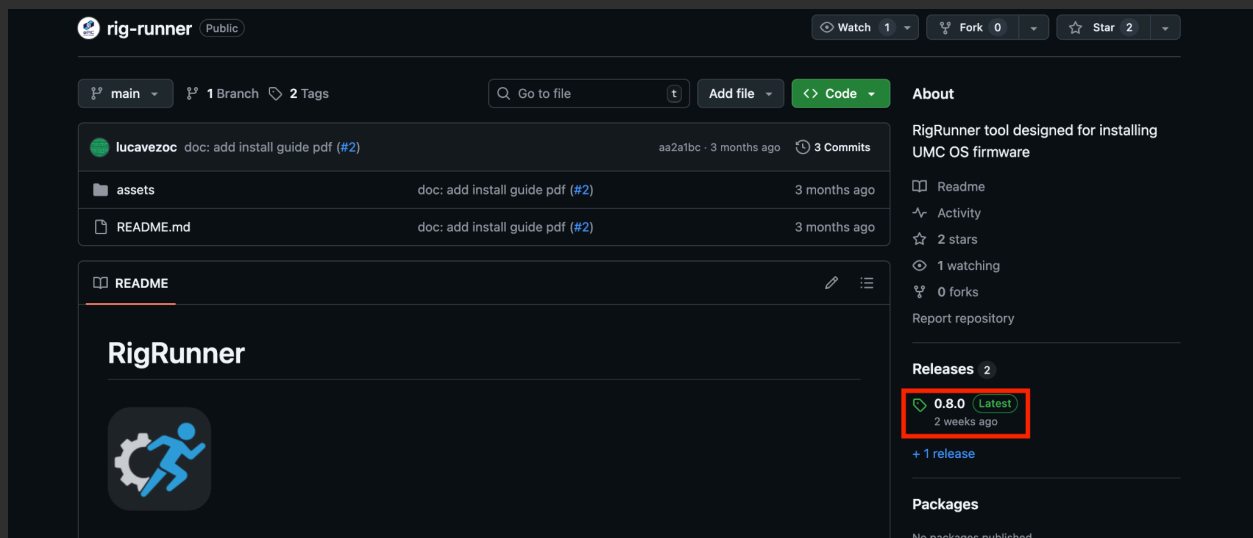 rig-runner Public
Watch 1
Fork 0
Star 2
main
1 Branch
2 Tags
Go to file t
Add file
Code
lucavezoc doc: add install guide pdf (#2)
aa2a1bc · 3 months ago
3 Commits
assets
doc: add install guide pdf (#2)
3 months ago
README.md
doc: add install guide pdf (#2)
3 months ago
README
RigRunner
About
RigRunner tool designed for installing
UMC OS firmware
Readme
Activity
2 stars
1 watching
0 forks
Report repository
Releases 2
0.8.0 Latest
2 weeks ago
+ 1 release
Packages
No packages published